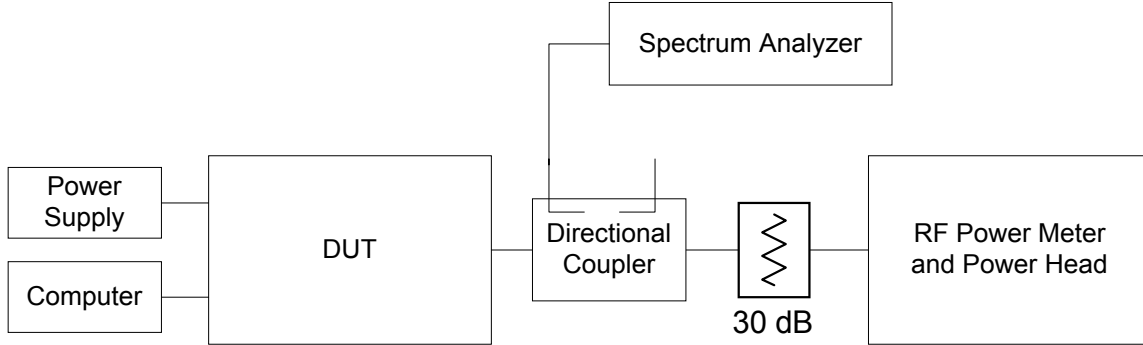 Spectrum Analyzer
Power
Supply
Computer
DUT
Directional
Coupler
30 dB
RF Power Meter
and Power Head